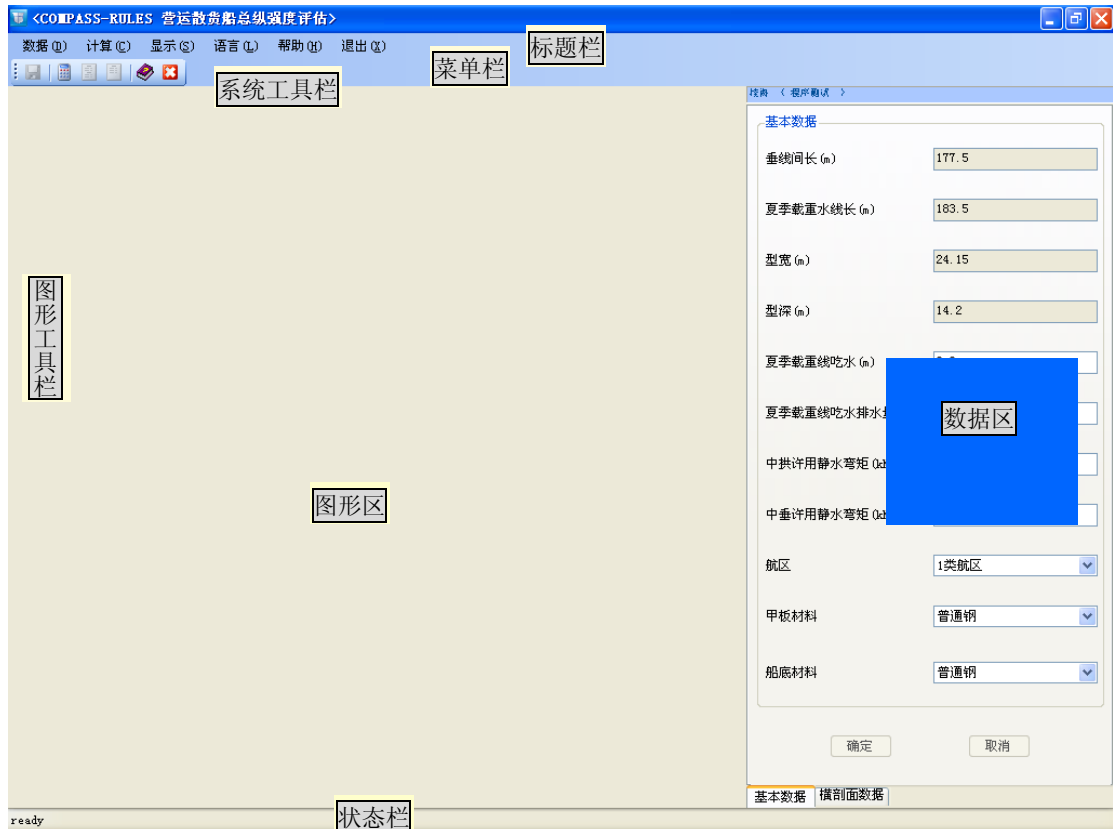 <COMPASS-RULES 营运散货船总纵强度评估>
标题栏
数据(D) 计算(C) 显示(S) 语言(L) 帮助(H) 退出(X)
菜单栏
系统工具栏
< 程序测试 >
基本数据
垂线间长(m) 177.5
夏季载重水线长(m) 183.5
型宽(m) 24.15
型深(m) 14.2
图形工具栏
夏季载重线吃水(m)
夏季载重线吃水排水
数据区
中拱许用静水弯矩
中垂许用静水弯矩
图形区
航区 1类航区
甲板材料 普通钢
船底材料 普通钢
确定 取消
基本数据 横剖面数据
状态栏
ready